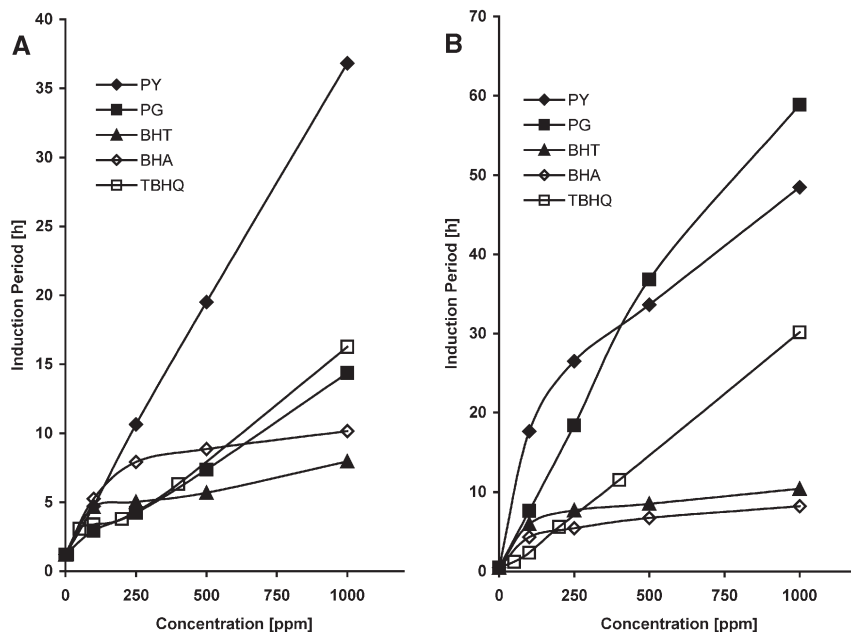 A
40
35
30
25
20
15
10
5
0
Induction Period [h]
PY
PG
BHT
BHA
TBHQ
0 250 500 750 1000
Concentration [ppm]
B
70
60
50
40
30
20
10
0
Induction Period [h]
PY
PG
BHT
BHA
TBHQ
0 250 500 750 1000
Concentration [ppm]